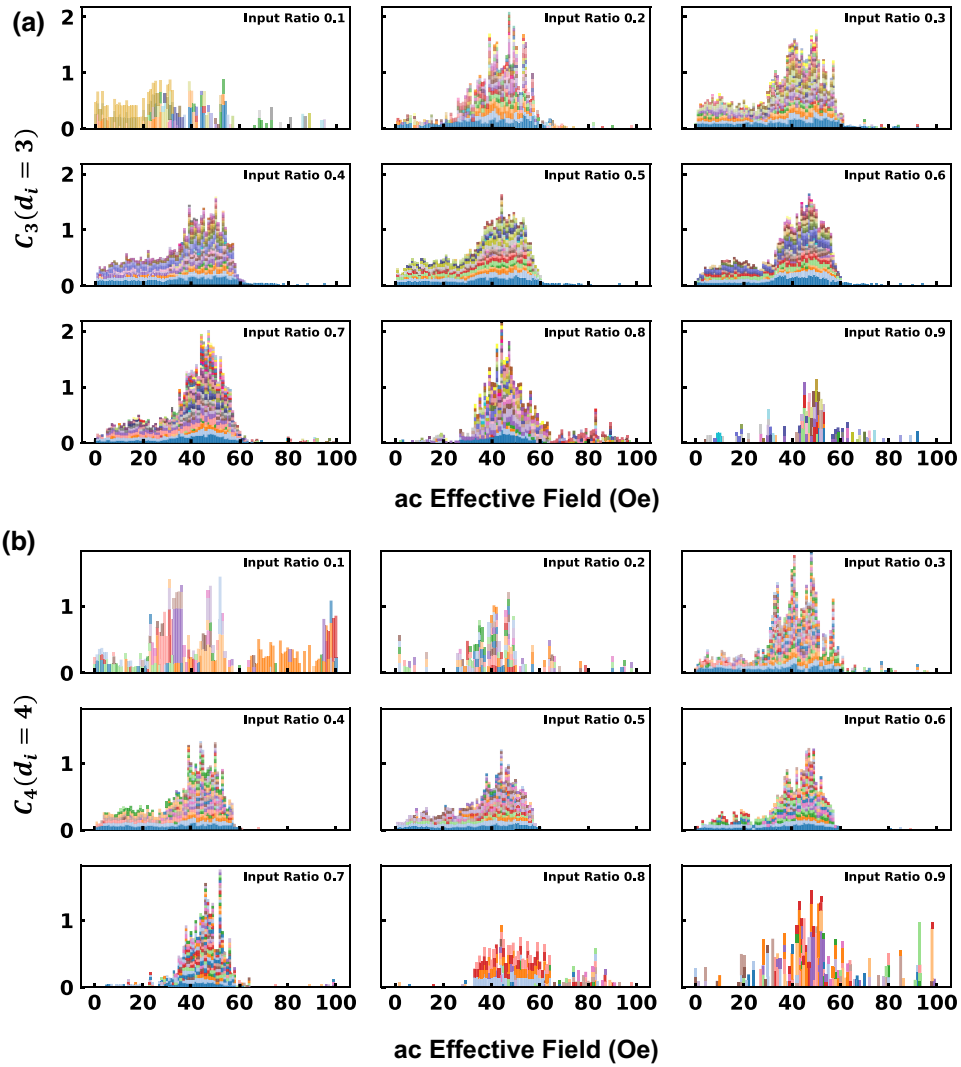 (a)
C₃(dᵢ = 3)
Input Ratio 0.1
Input Ratio 0.2
Input Ratio 0.3
2
1
0
Input Ratio 0.4
Input Ratio 0.5
Input Ratio 0.6
2
1
0
Input Ratio 0.7
Input Ratio 0.8
Input Ratio 0.9
2
1
0
0 20 40 60 80 100 0 20 40 60 80 100 0 20 40 60 80 100
ac Effective Field (Oe)
(b)
C₄(dᵢ = 4)
Input Ratio 0.1
Input Ratio 0.2
Input Ratio 0.3
1
0
Input Ratio 0.4
Input Ratio 0.5
Input Ratio 0.6
1
0
Input Ratio 0.7
Input Ratio 0.8
Input Ratio 0.9
1
0
0 20 40 60 80 100 0 20 40 60 80 100 0 20 40 60 80 100
ac Effective Field (Oe)